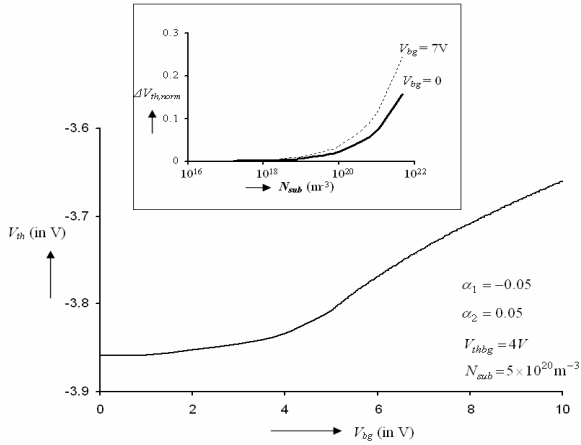 0.3
0.2
ΔV_th,norm
0.1
0
V_bg = 7V
V_bg = 0
10^16 10^18 10^20 10^22
N_sub (m^-3)
-3.6
-3.7
V_th (in V)
-3.8
-3.9
α_1 = −0.05
α_2 = 0.05
V_thbg = 4V
N_sub = 5×10^20 m^−3
0 2 4 6 8 10
V_bg (in V)